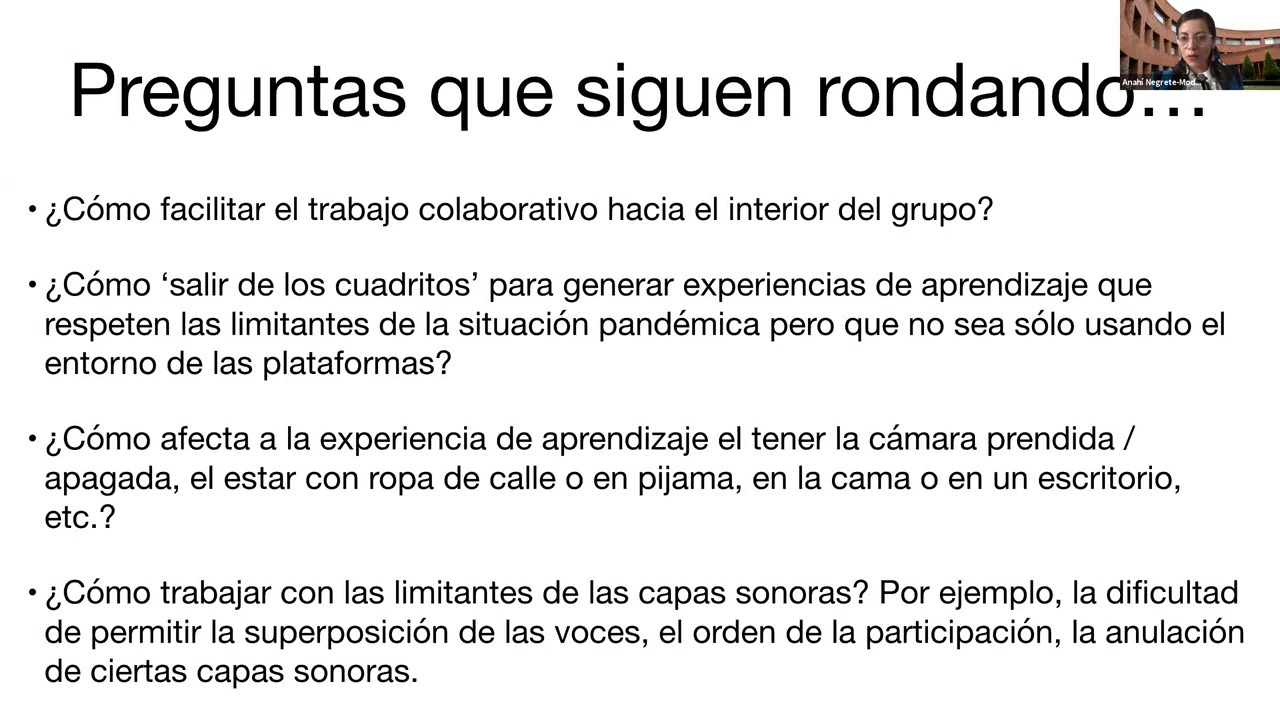 Preguntas que siguen rondando…
Anahí Negrete-Mod...
• ¿Cómo facilitar el trabajo colaborativo hacia el interior del grupo?
• ¿Cómo ‘salir de los cuadritos’ para generar experiencias de aprendizaje que
respeten las limitantes de la situación pandémica pero que no sea sólo usando el
entorno de las plataformas?
• ¿Cómo afecta a la experiencia de aprendizaje el tener la cámara prendida /
apagada, el estar con ropa de calle o en pijama, en la cama o en un escritorio,
etc.?
• ¿Cómo trabajar con las limitantes de las capas sonoras? Por ejemplo, la dificultad
de permitir la superposición de las voces, el orden de la participación, la anulación
de ciertas capas sonoras.